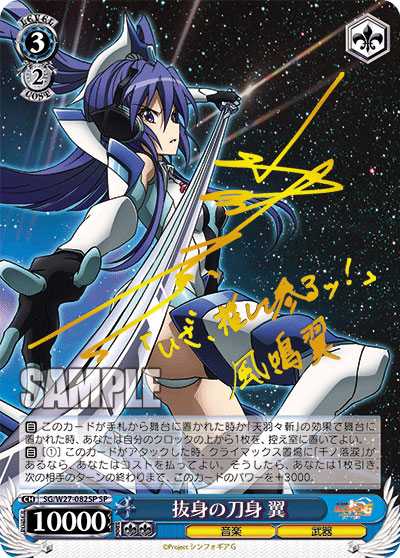 LEVEL
3
2
COST
「いざ、推して参るッ!」
風鳴翼
SAMPLE
自 このカードが手札から舞台に置かれた時か「天羽々斬」の効果で舞台に
置かれた時、あなたは自分のクロックの上から1枚を、控え室に置いてよい。
自 [①] このカードがアタックした時、クライマックス置場に「千ノ落涙」が
あるなら、あなたはコストを払ってよい。そうしたら、あなたは1枚引き、
次の相手のターンの終わりまで、このカードのパワーを+3000。
CH SG/W27-082SP SP
抜身の刀身 翼
10000
音楽
武器
©Project シンフォギアG